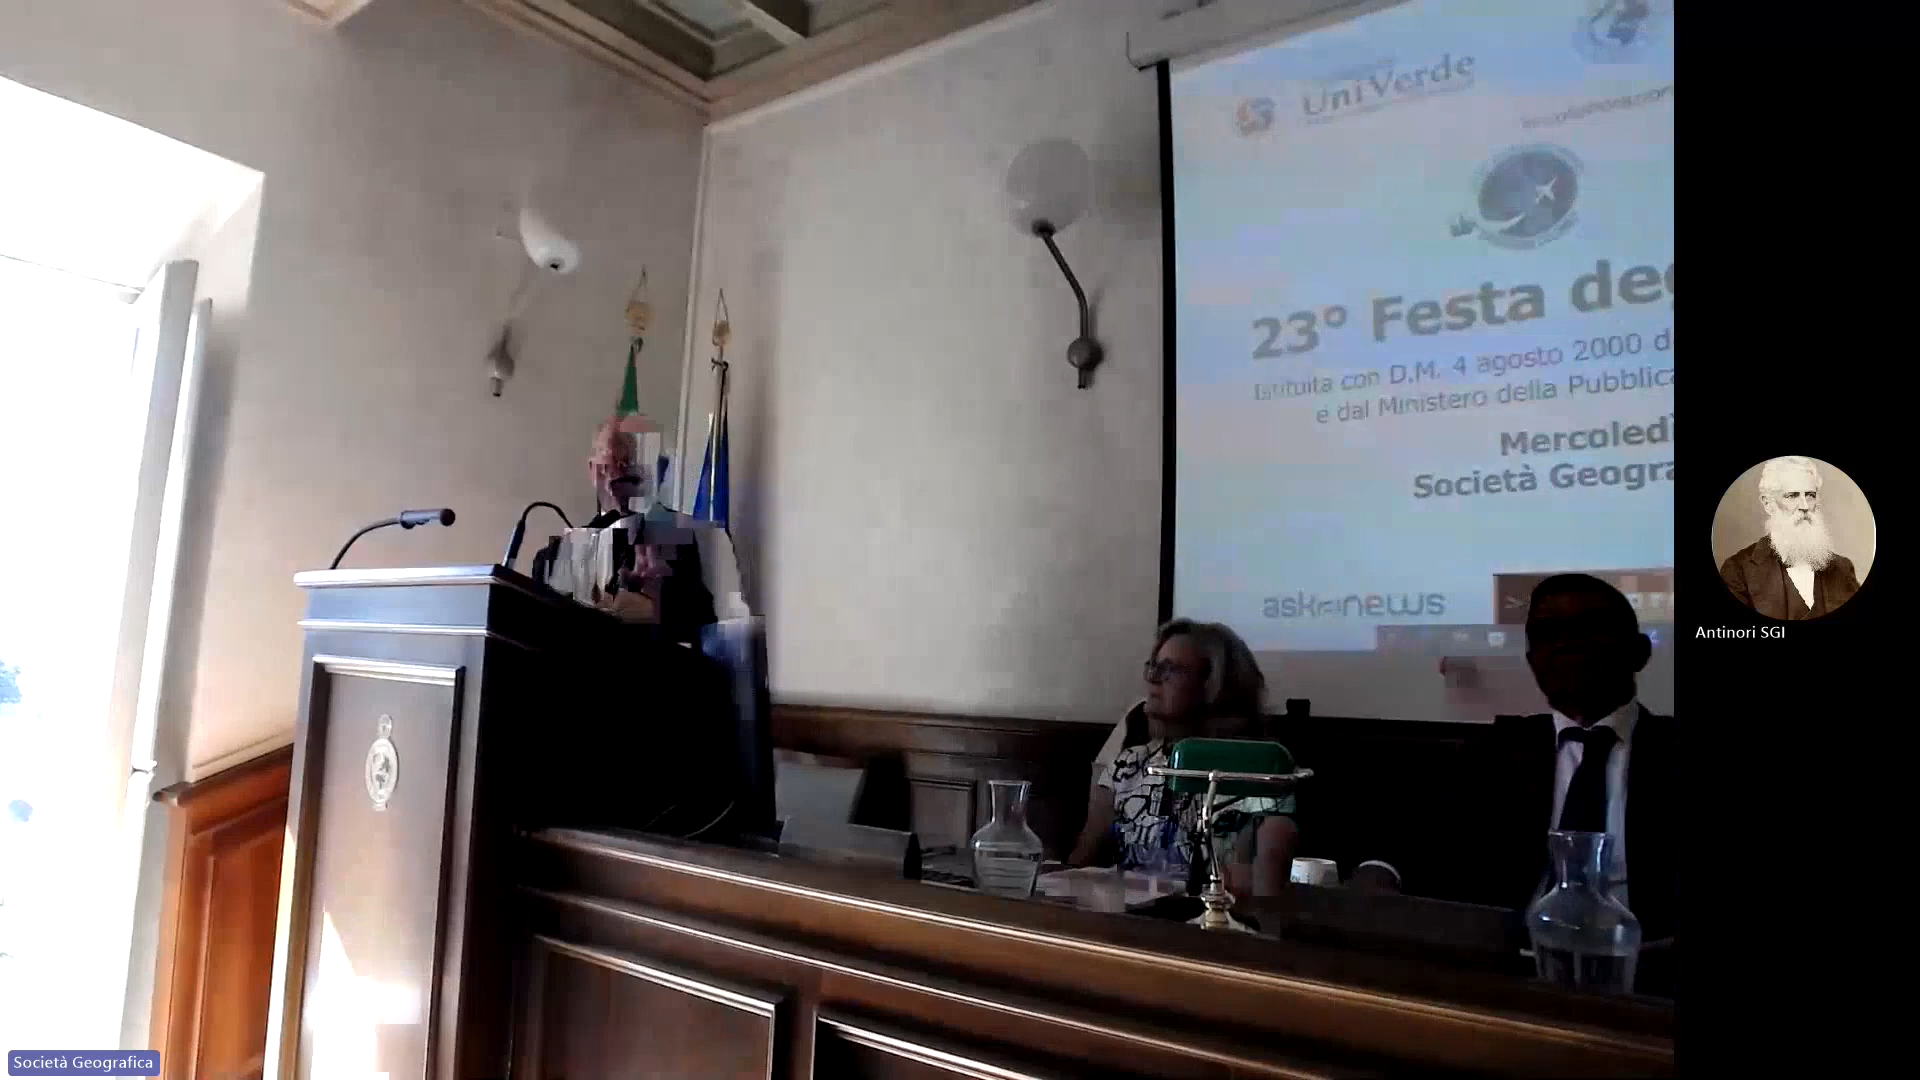 UniVerde
23° Festa deg
Istituita con D.M. 4 agosto 2000 d
e dal Ministero della Pubblica
Mercoledì
Società Geogra
askanews
Antinori SGI
Società Geografica